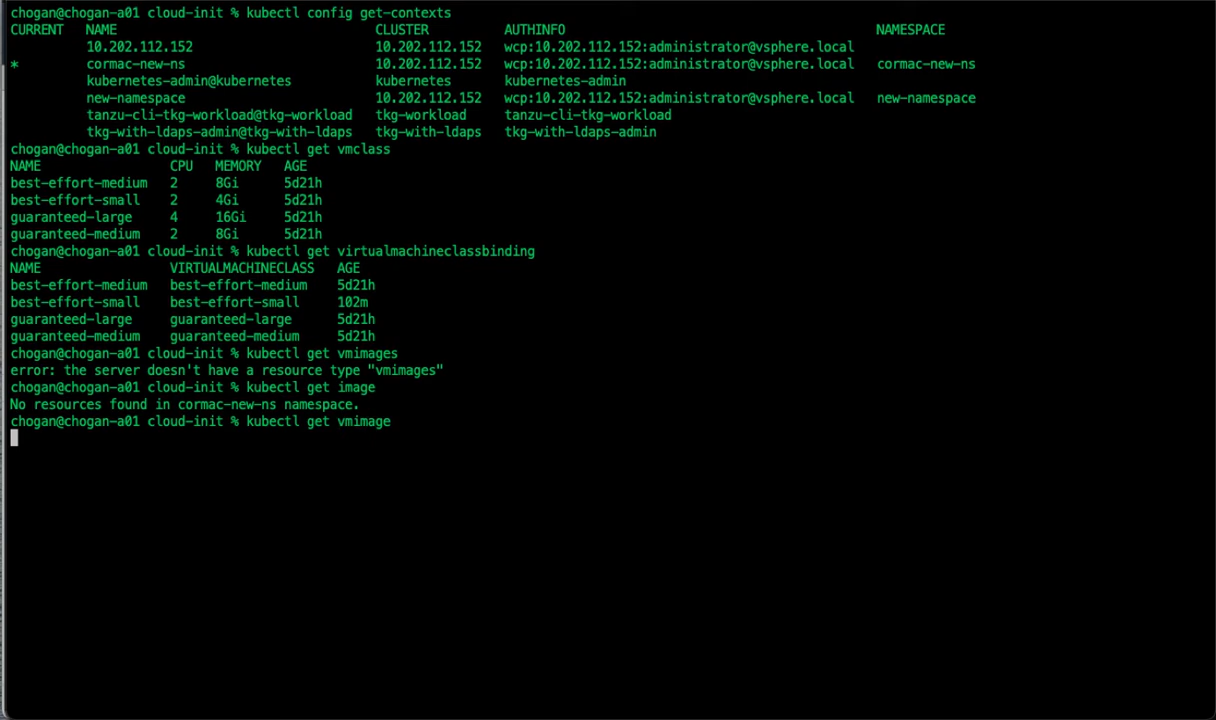 chogan@chogan-a01 cloud-init % kubectl config get-contexts
CURRENT NAME CLUSTER AUTHINFO NAMESPACE
10.202.112.152 10.202.112.152 wcp:10.202.112.152:administrator@vsphere.local
* cormac-new-ns 10.202.112.152 wcp:10.202.112.152:administrator@vsphere.local cormac-new-ns
kubernetes-admin@kubernetes kubernetes kubernetes-admin
new-namespace 10.202.112.152 wcp:10.202.112.152:administrator@vsphere.local new-namespace
tanzu-cli-tkg-workload@tkg-workload tkg-workload tanzu-cli-tkg-workload
tkg-with-ldaps-admin@tkg-with-ldaps tkg-with-ldaps tkg-with-ldaps-admin
chogan@chogan-a01 cloud-init % kubectl get vmclass
NAME CPU MEMORY AGE
best-effort-medium 2 8Gi 5d21h
best-effort-small 2 4Gi 5d21h
guaranteed-large 4 16Gi 5d21h
guaranteed-medium 2 8Gi 5d21h
chogan@chogan-a01 cloud-init % kubectl get virtualmachineclassbinding
NAME VIRTUALMACHINECLASS AGE
best-effort-medium best-effort-medium 5d21h
best-effort-small best-effort-small 102m
guaranteed-large guaranteed-large 5d21h
guaranteed-medium guaranteed-medium 5d21h
chogan@chogan-a01 cloud-init % kubectl get vmimages
error: the server doesn't have a resource type "vmimages"
chogan@chogan-a01 cloud-init % kubectl get image
No resources found in cormac-new-ns namespace.
chogan@chogan-a01 cloud-init % kubectl get vmimage